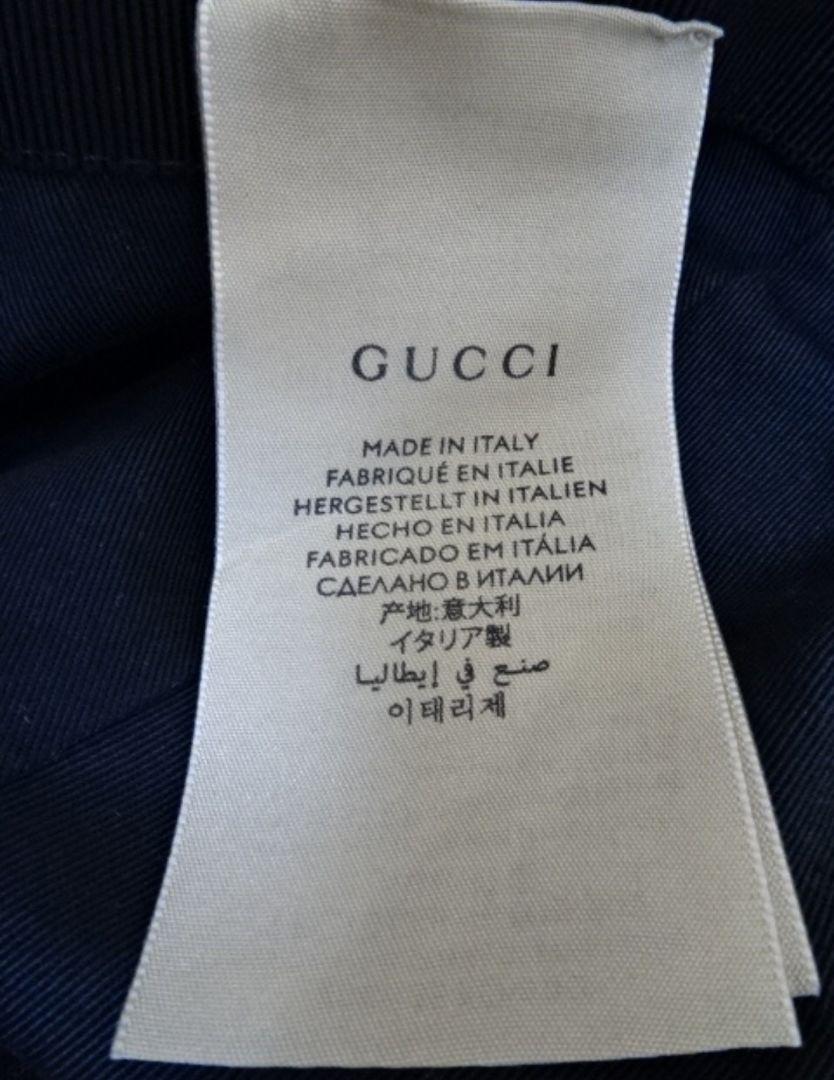 GUCCI
MADE IN ITALY
FABRIQUÉ EN ITALIE
HERGESTELLT IN ITALIEN
HECHO EN ITALIA
FABRICADO EM ITÁLIA
СДЕЛАНО В ИТАЛИИ
产地:意大利
イタリア製
صنع في إيطاليا
이태리제